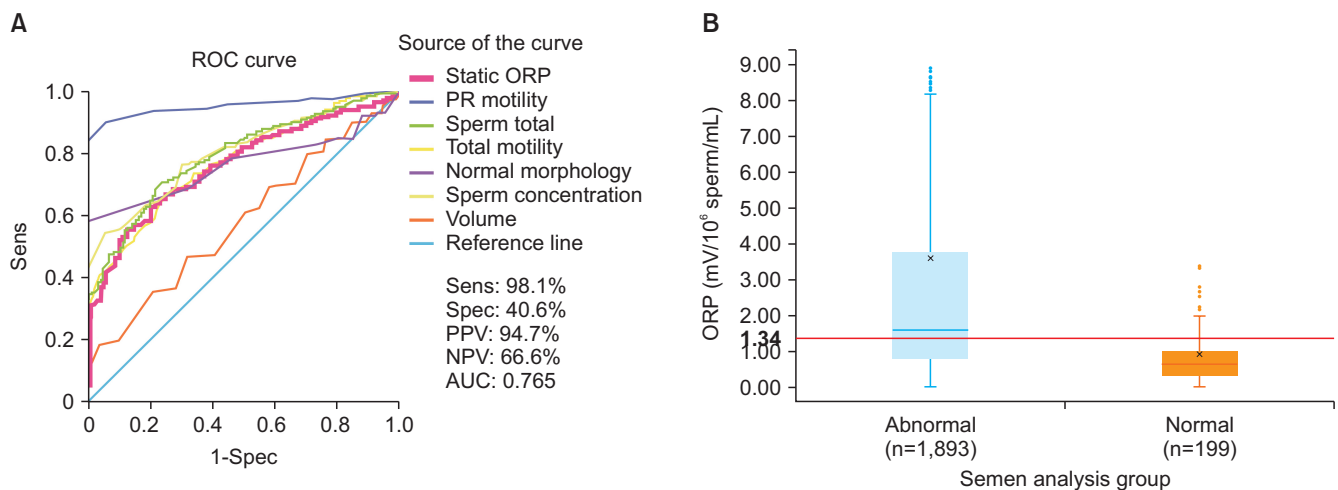 A
ROC curve
Sens
1.0
0.8
0.6
0.4
0.2
0
0
0.2
0.4
0.6
0.8
1.0
1-Spec
Source of the curve
Static ORP
PR motility
Sperm total
Total motility
Normal morphology
Sperm concentration
Volume
Reference line
Sens: 98.1%
Spec: 40.6%
PPV: 94.7%
NPV: 66.6%
AUC: 0.765
B
ORP (mV/10⁶ sperm/mL)
9.00
8.00
7.00
6.00
5.00
4.00
3.00
2.00
1.34
1.00
0.00
Abnormal
(n=1,893)
Normal
(n=199)
Semen analysis group